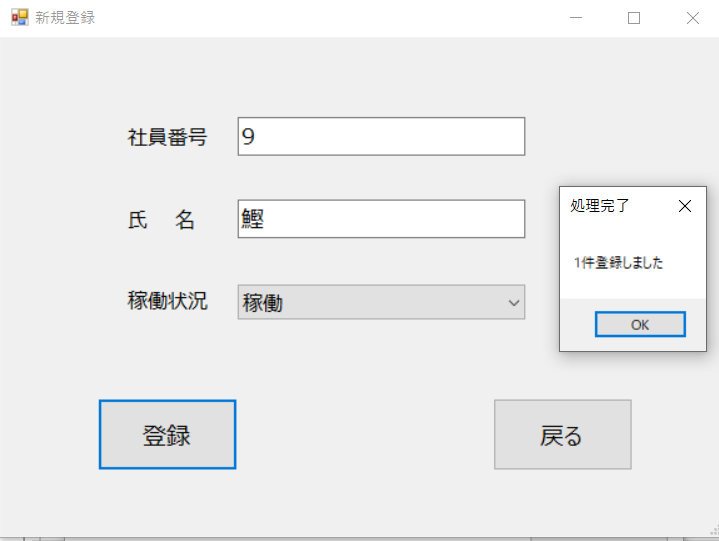 新規登録
社員番号 9
氏　名 鰹
稼働状況 稼働
登録
戻る
処理完了
1件登録しました
OK